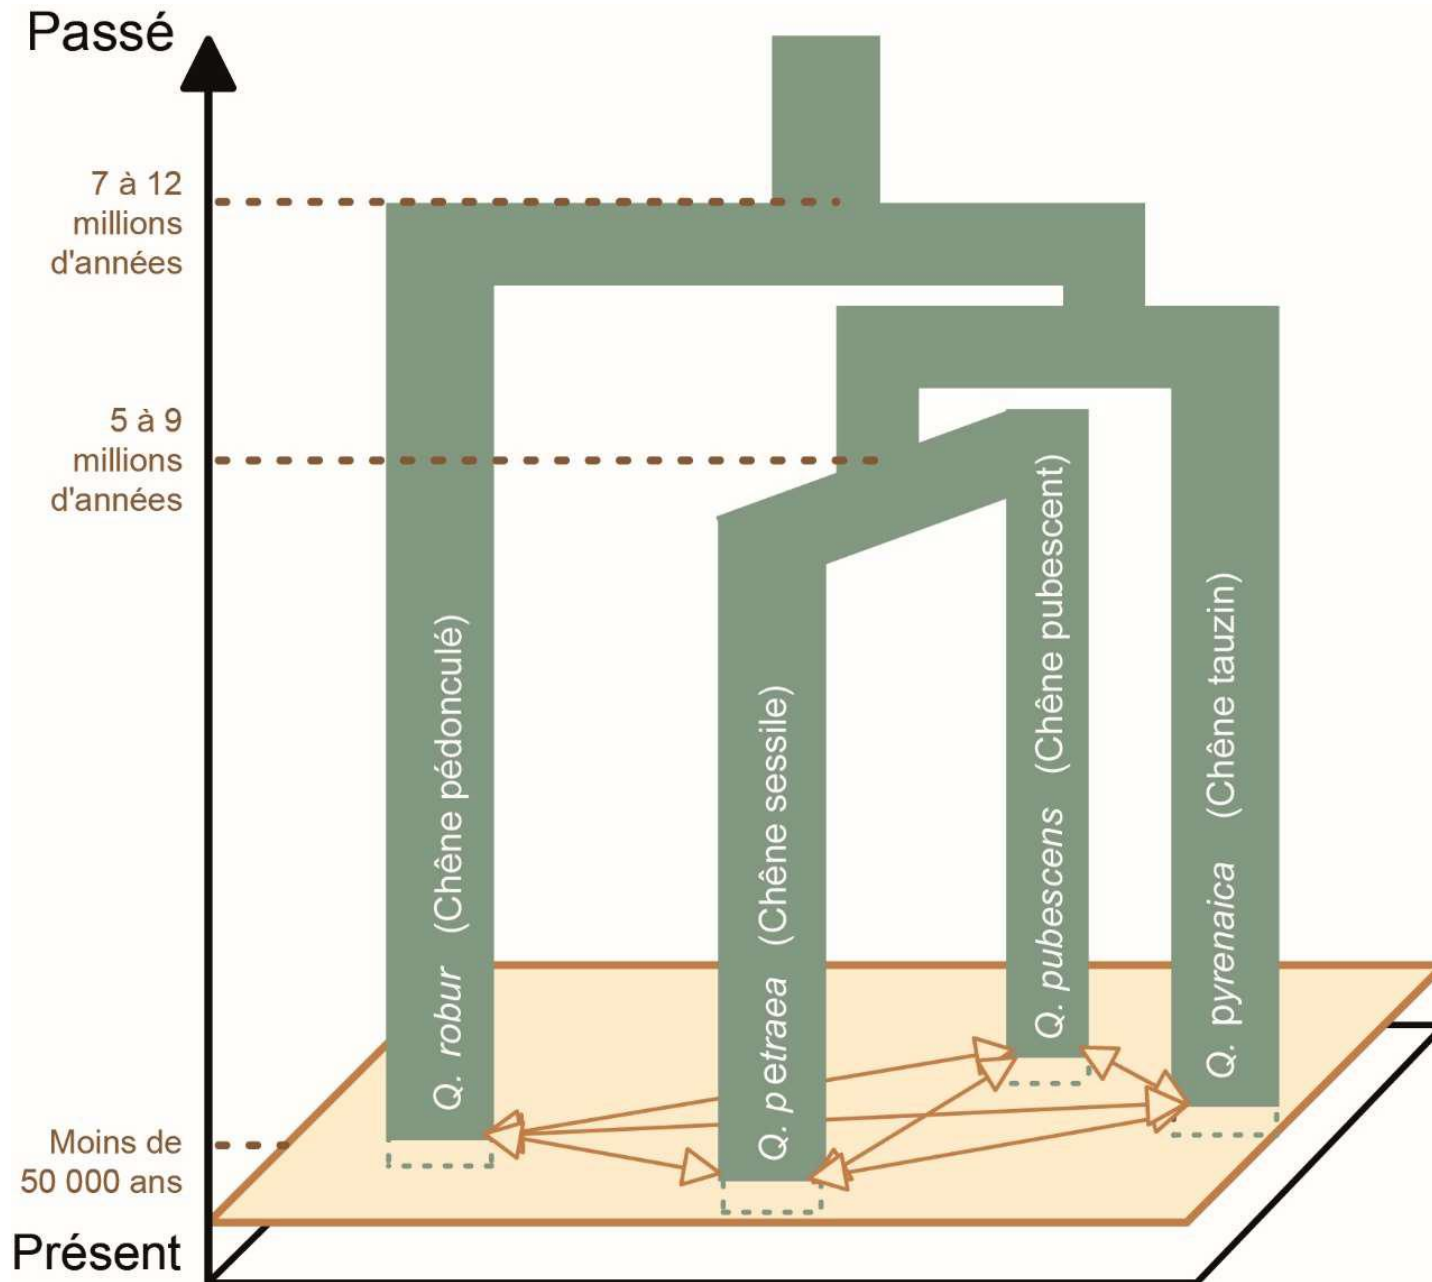 Passé
7 à 12
millions
d'années
5 à 9
millions
d'années
Q. robur (Chêne pédonculé)
Q. petraea (Chêne sessile)
Q. pubescens (Chêne pubescent)
Q. pyrenaica (Chêne tauzin)
Moins de
50 000 ans
Présent